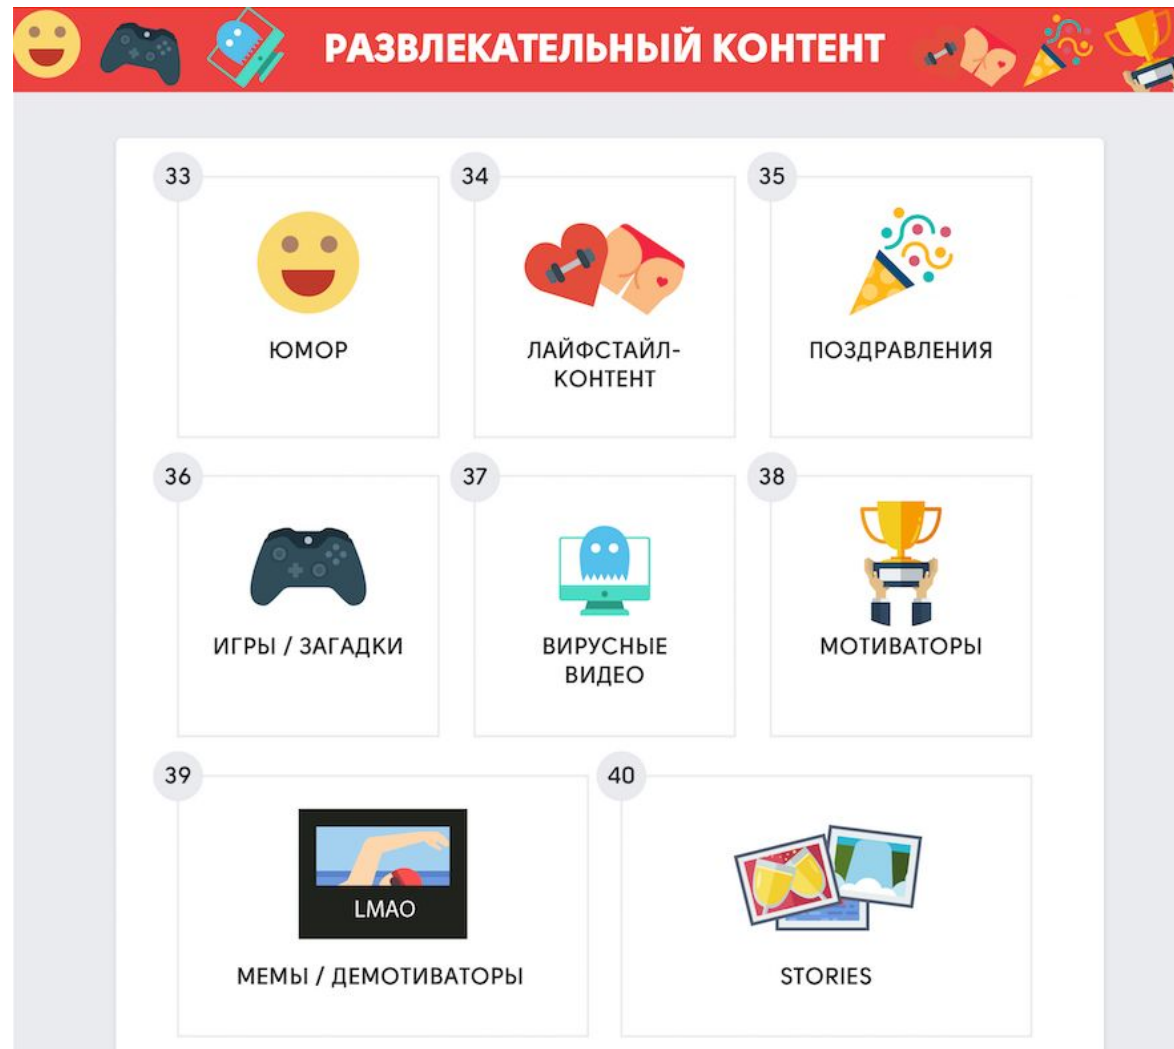 РАЗВЛЕКАТЕЛЬНЫЙ КОНТЕНТ
33
ЮМОР
34
ЛАЙФСТАЙЛ-
КОНТЕНТ
35
ПОЗДРАВЛЕНИЯ
36
ИГРЫ / ЗАГАДКИ
37
ВИРУСНЫЕ
ВИДЕО
38
МОТИВАТОРЫ
39
LMAO
МЕМЫ / ДЕМОТИВАТОРЫ
40
STORIES